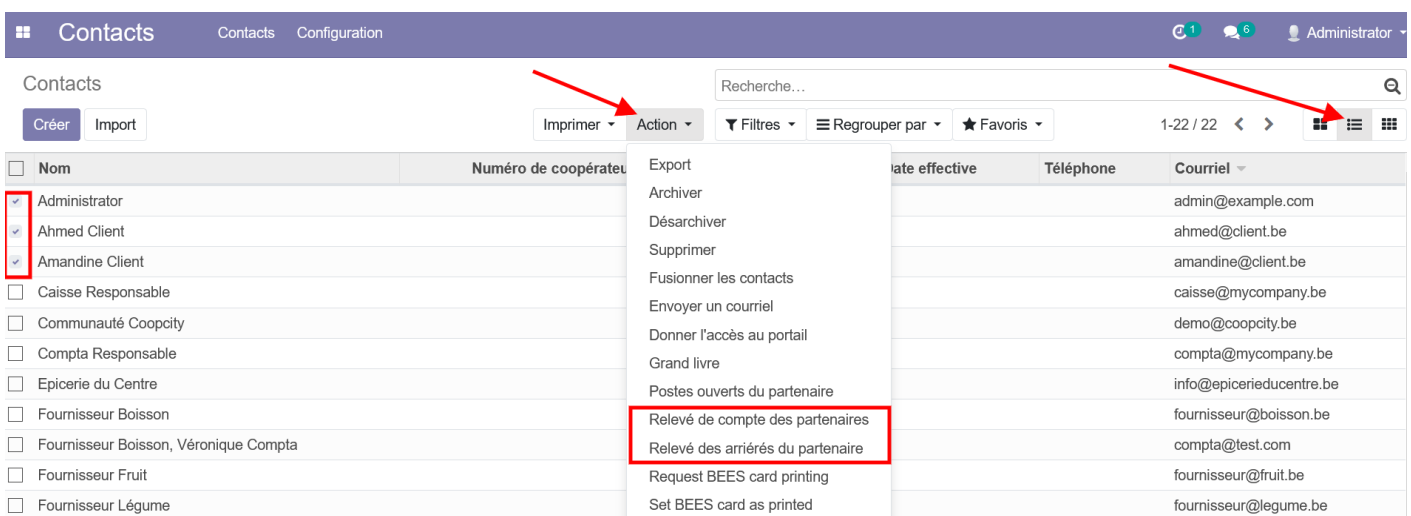 Contacts Contacts Configuration 1 6 Administrator
Contacts Recherche...
Créer Import Imprimer Action Filtres Regrouper par Favoris 1-22 / 22
Nom Numéro de coopérateu Date effective Téléphone Courriel
Export
Administrator Archiver admin@example.com
Ahmed Client Désarchiver ahmed@client.be
Amandine Client Supprimer amandine@client.be
Caisse Responsable Fusionner les contacts caisse@mycompany.be
Communauté Coopcity Envoyer un courriel demo@coopcity.be
Compta Responsable Donner l'accès au portail compta@mycompany.be
Epicerie du Centre Grand livre info@epicerieducentre.be
Postes ouverts du partenaire
Fournisseur Boisson Relevé de compte des partenaires fournisseur@boisson.be
Fournisseur Boisson, Véronique Compta Relevé des arriérés du partenaire compta@test.com
Fournisseur Fruit Request BEES card printing fournisseur@fruit.be
Fournisseur Légume Set BEES card as printed fournisseur@legume.be